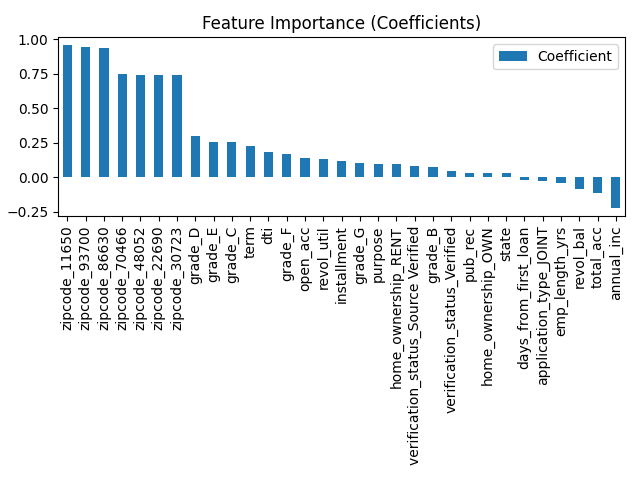 Feature Importance (Coefficients)
Coefficient
1.00
0.75
0.50
0.25
0.00
−0.25
zipcode_11650
zipcode_93700
zipcode_86630
zipcode_70466
zipcode_48052
zipcode_22690
zipcode_30723
grade_D
grade_E
grade_C
term
dti
grade_F
open_acc
revol_util
installment
grade_G
purpose
home_ownership_RENT
verification_status_Source Verified
grade_B
verification_status_Verified
pub_rec
home_ownership_OWN
state
days_from_first_loan
application_type_JOINT
emp_length_yrs
revol_bal
total_acc
annual_inc